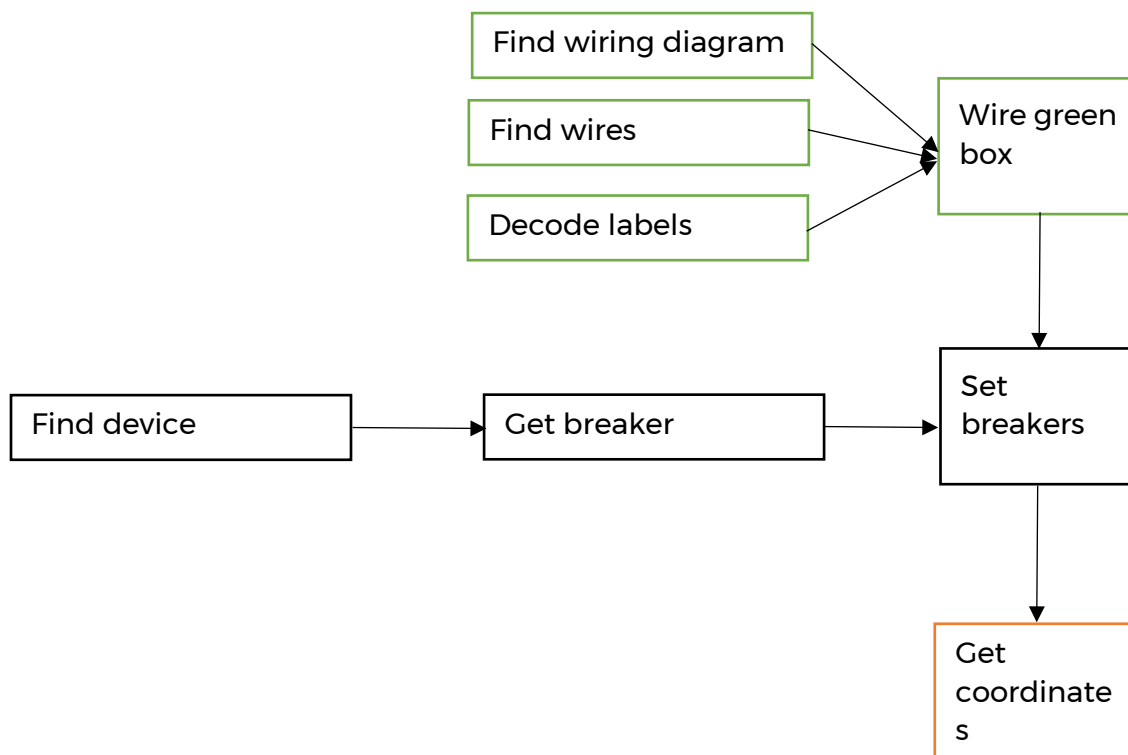 Find wiring diagram
Find wires
Decode labels
Wire green
box
Find device
Get breaker
Set
breakers
Get
coordinate
s